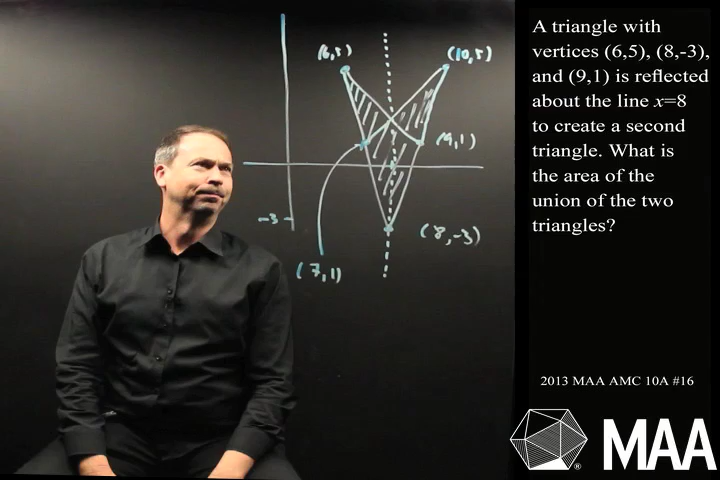 (6,5) (10,5)
(9,1)
-3
(8,-3)
(7,1)
A triangle with
vertices (6,5), (8,-3),
and (9,1) is reflected
about the line x=8
to create a second
triangle. What is
the area of the
union of the two
triangles?
2013 MAA AMC 10A #16
® MAA